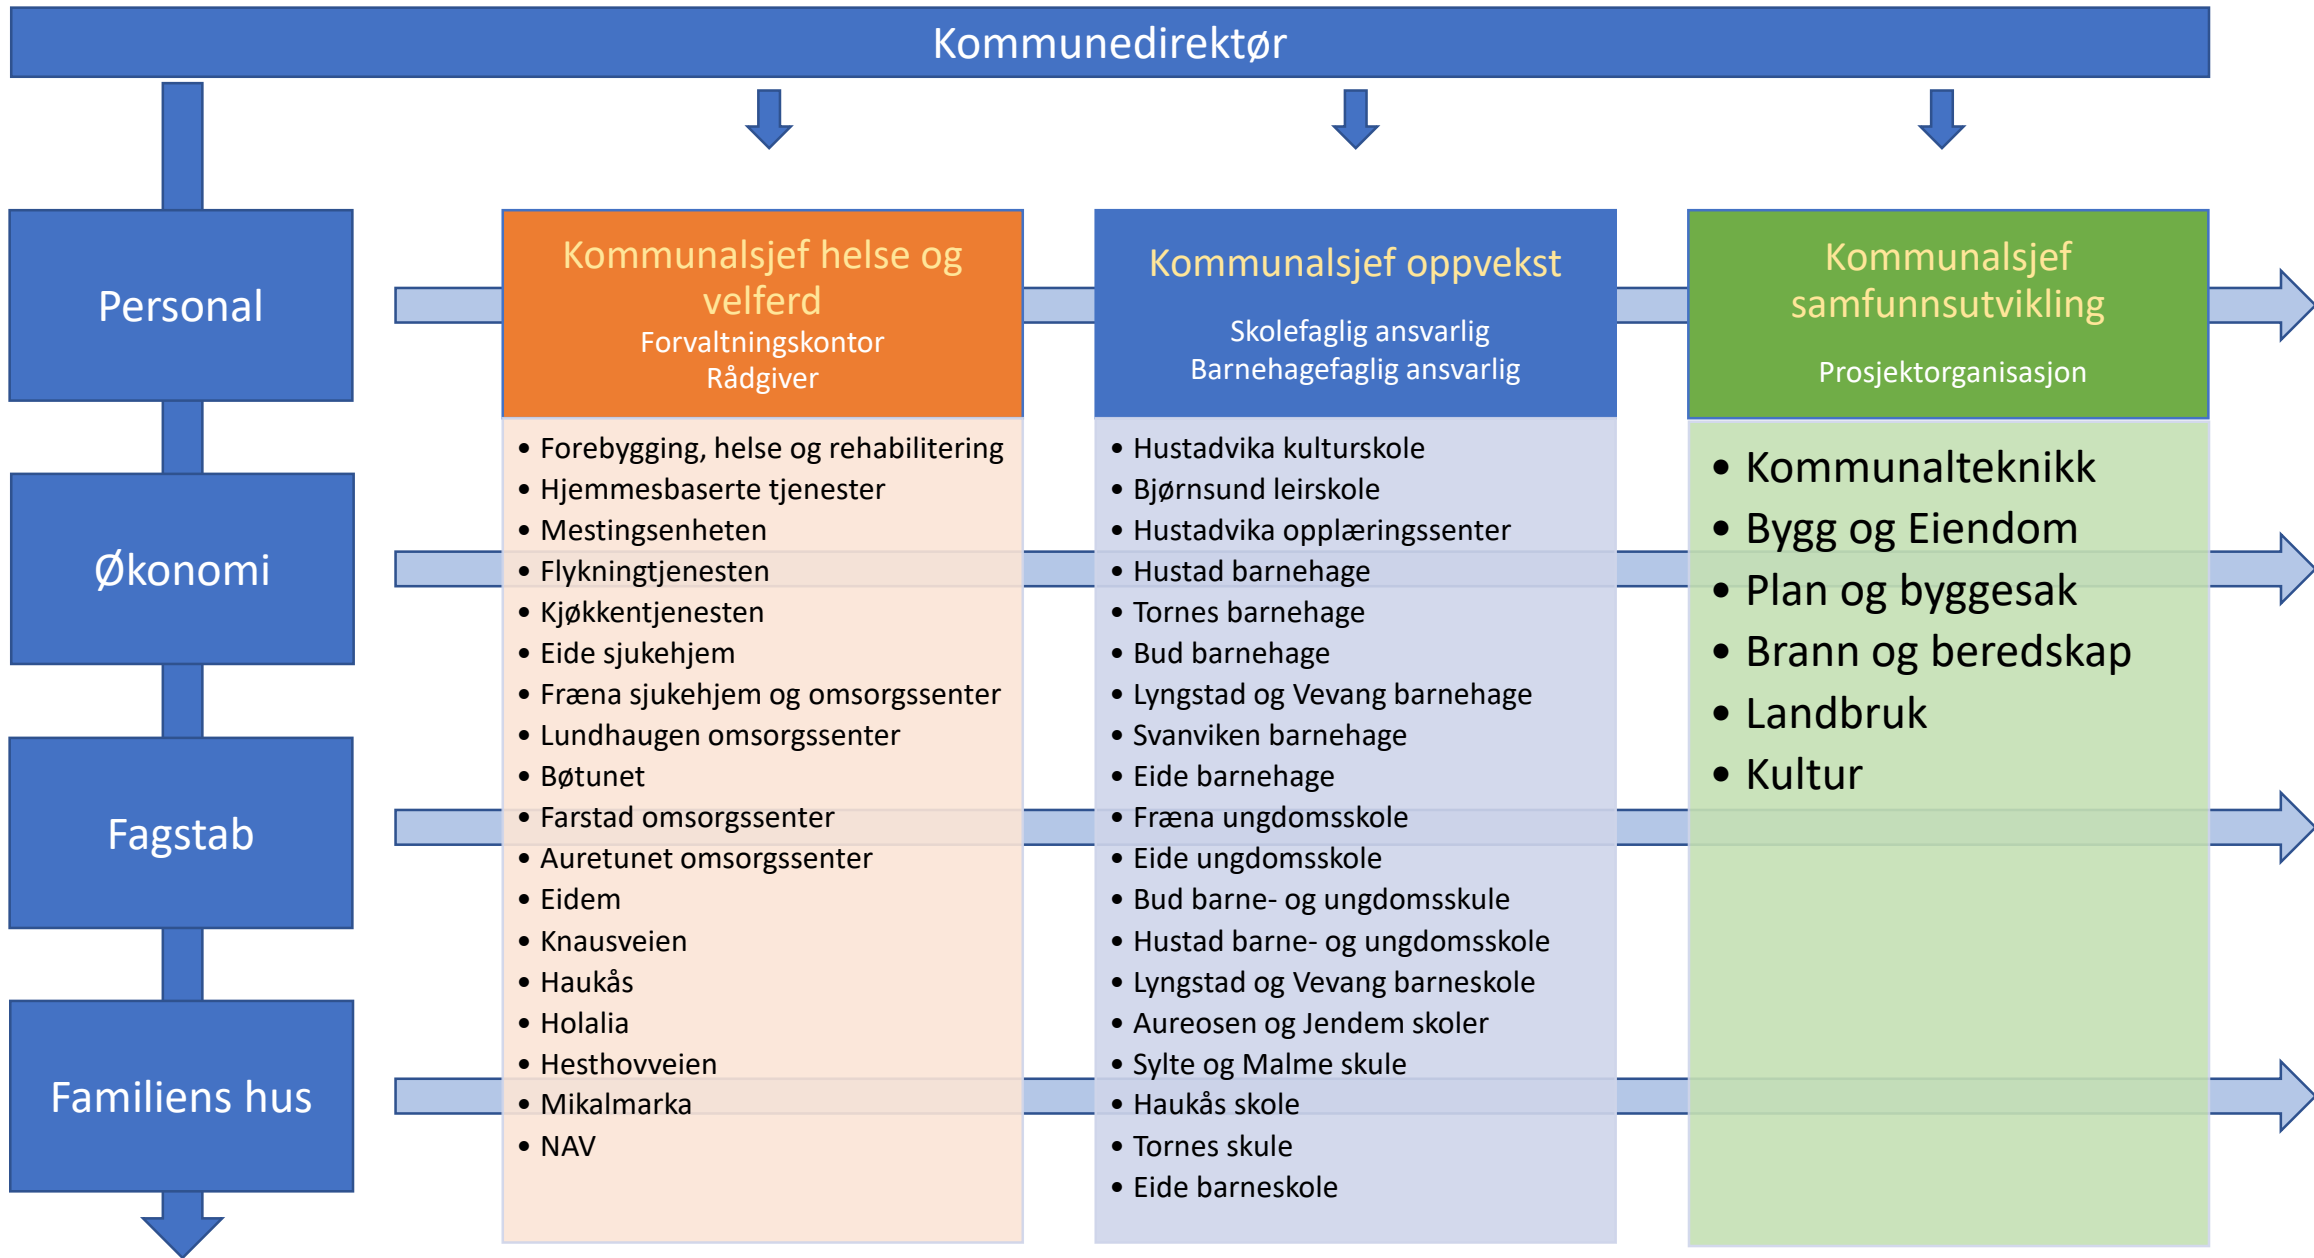 Kommunedirektør
Personal
Økonomi
Fagstab
Familiens hus
Kommunalsjef helse og
velferd
Forvaltningskontor
Rådgiver
• Forebygging, helse og rehabilitering
• Hjemmesbaserte tjenester
• Mestingsenheten
• Flykningtjenesten
• Kjøkkentjenesten
• Eide sjukehjem
• Fræna sjukehjem og omsorgssenter
• Lundhaugen omsorgssenter
• Bøtunet
• Farstad omsorgssenter
• Auretunet omsorgssenter
• Eidem
• Knausveien
• Haukås
• Holalia
• Hesthovveien
• Mikalmarka
• NAV
Kommunalsjef oppvekst
Skolefaglig ansvarlig
Barnehagefaglig ansvarlig
• Hustadvika kulturskole
• Bjørnsund leirskole
• Hustadvika opplæringssenter
• Hustad barnehage
• Tornes barnehage
• Bud barnehage
• Lyngstad og Vevang barnehage
• Svanviken barnehage
• Eide barnehage
• Fræna ungdomsskole
• Eide ungdomsskole
• Bud barne- og ungdomsskule
• Hustad barne- og ungdomsskole
• Lyngstad og Vevang barneskole
• Aureosen og Jendem skoler
• Sylte og Malme skule
• Haukås skole
• Tornes skule
• Eide barneskole
Kommunalsjef
samfunnsutvikling
Prosjektorganisasjon
• Kommunalteknikk
• Bygg og Eiendom
• Plan og byggesak
• Brann og beredskap
• Landbruk
• Kultur